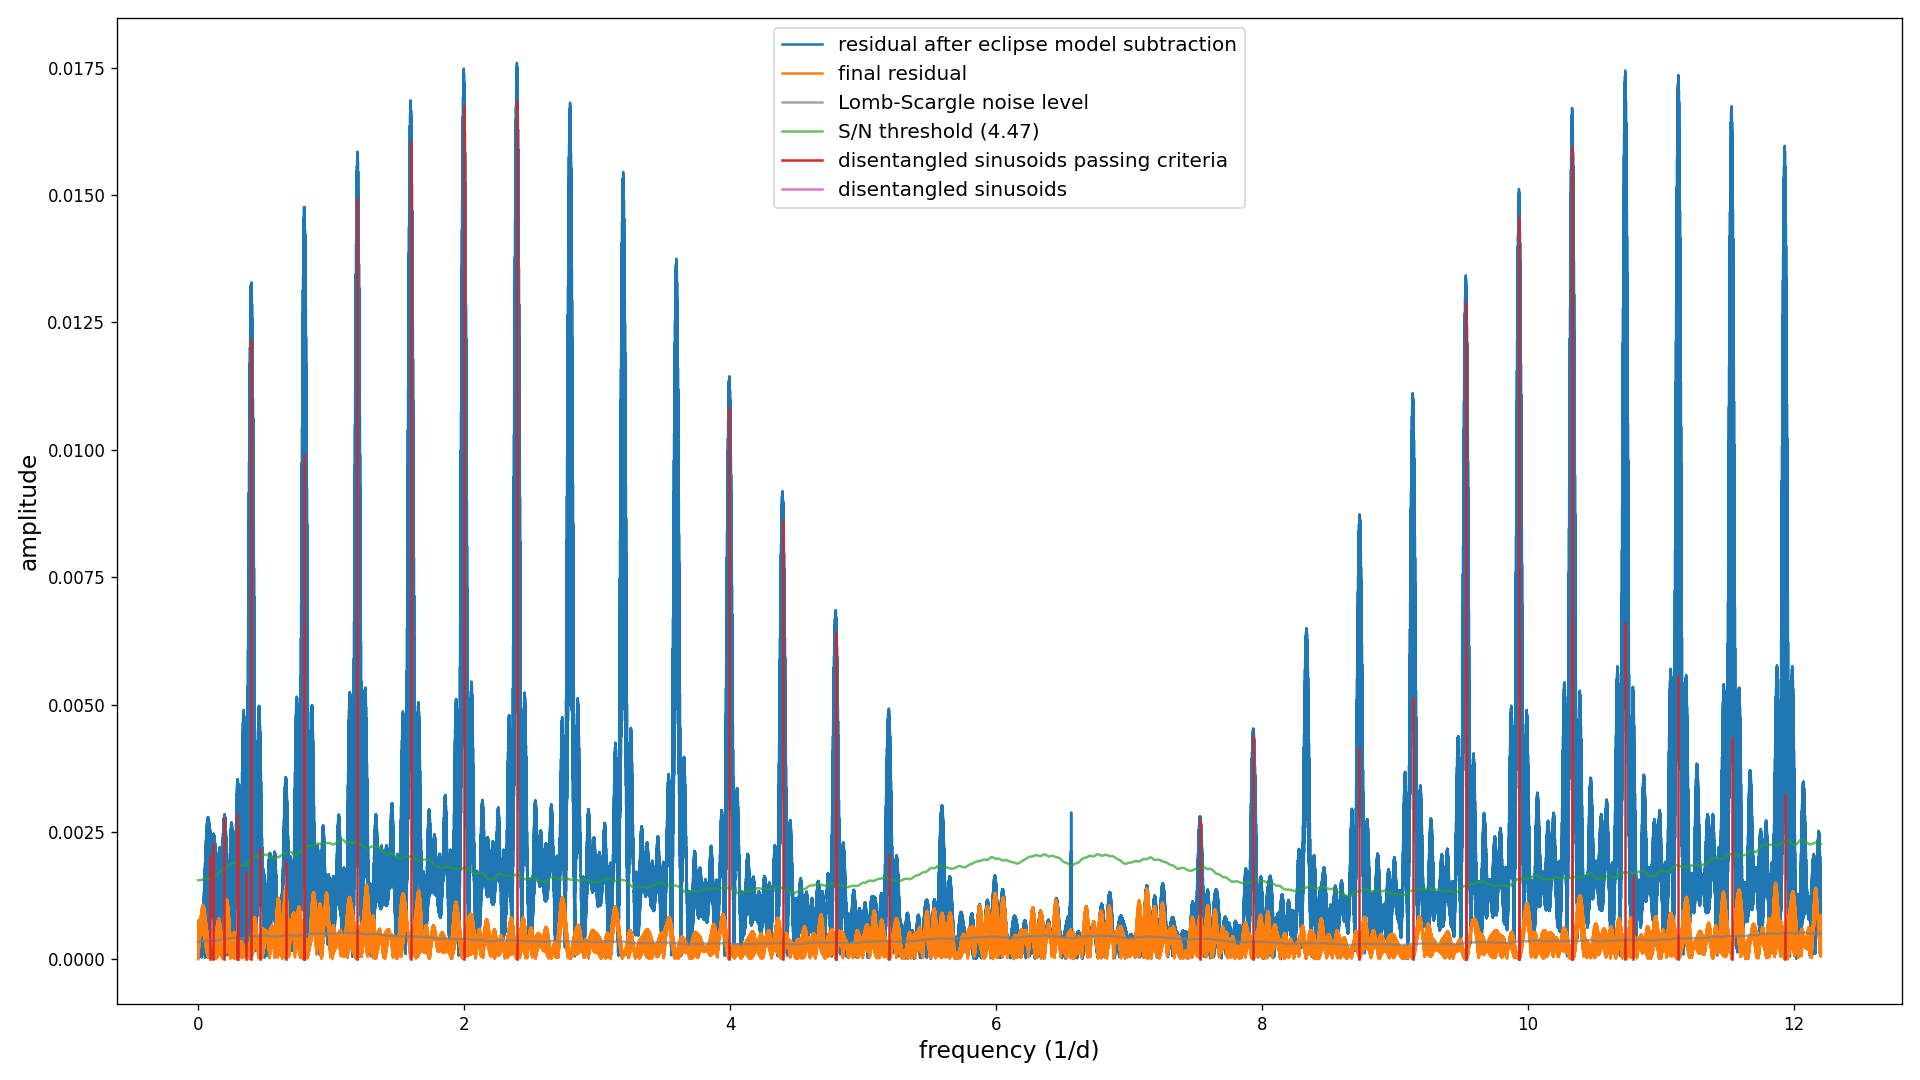 residual after eclipse model subtraction
final residual
Lomb-Scargle noise level
S/N threshold (4.47)
disentangled sinusoids passing criteria
disentangled sinusoids
0.0175
0.0150
0.0125
0.0100
0.0075
0.0050
0.0025
0.0000
amplitude
0 2 4 6 8 10 12
frequency (1/d)